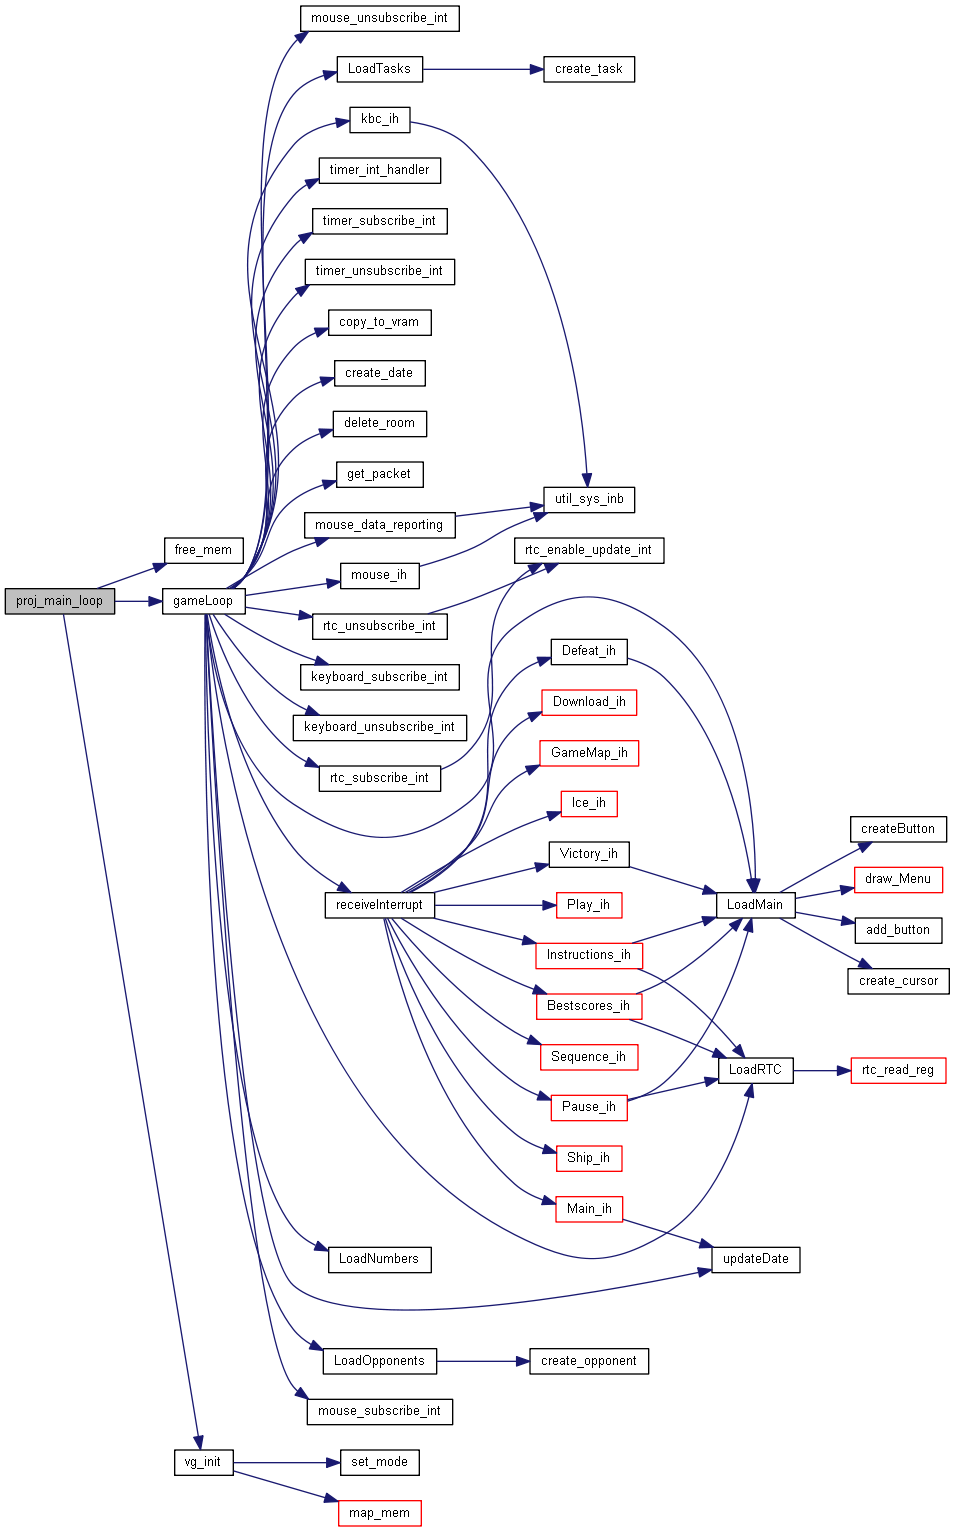 mouse_unsubscribe_int
LoadTasks
create_task
kbc_ih
timer_int_handler
timer_subscribe_int
timer_unsubscribe_int
copy_to_vram
create_date
delete_room
get_packet
util_sys_inb
mouse_data_reporting
free_mem
rtc_enable_update_int
mouse_ih
proj_main_loop
gameLoop
rtc_unsubscribe_int
Defeat_ih
keyboard_subscribe_int
Download_ih
keyboard_unsubscribe_int
GameMap_ih
rtc_subscribe_int
Ice_ih
createButton
Victory_ih
draw_Menu
receiveInterrupt
Play_ih
LoadMain
add_button
Instructions_ih
create_cursor
Bestscores_ih
Sequence_ih
LoadRTC
rtc_read_reg
Pause_ih
Ship_ih
Main_ih
LoadNumbers
updateDate
LoadOpponents
create_opponent
mouse_subscribe_int
vg_init
set_mode
map_mem